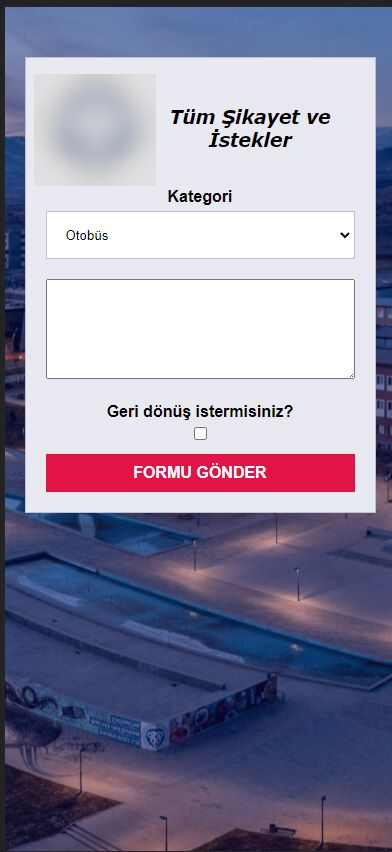 Tüm Şikayet ve
İstekler
Kategori
Otobüs
Geri dönüş istermisiniz?
FORMU GÖNDER